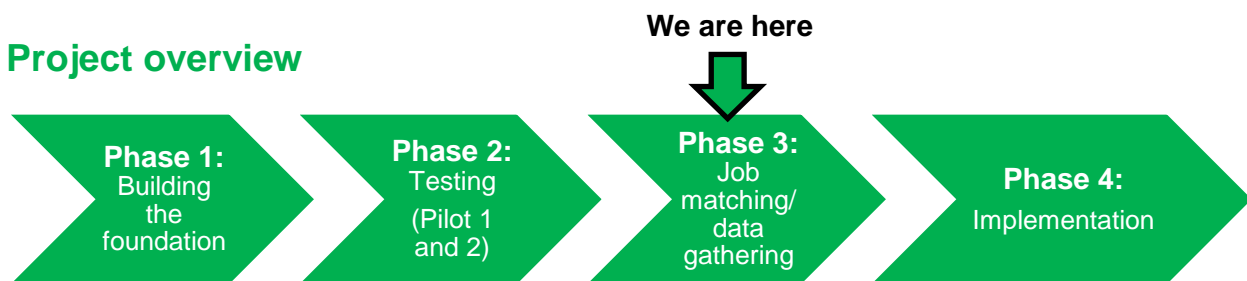 We are here
Project overview
Phase 1:
Building
the
foundation
Phase 2:
Testing
(Pilot 1
and 2)
Phase 3:
Job
matching/
data
gathering
Phase 4:
Implementation